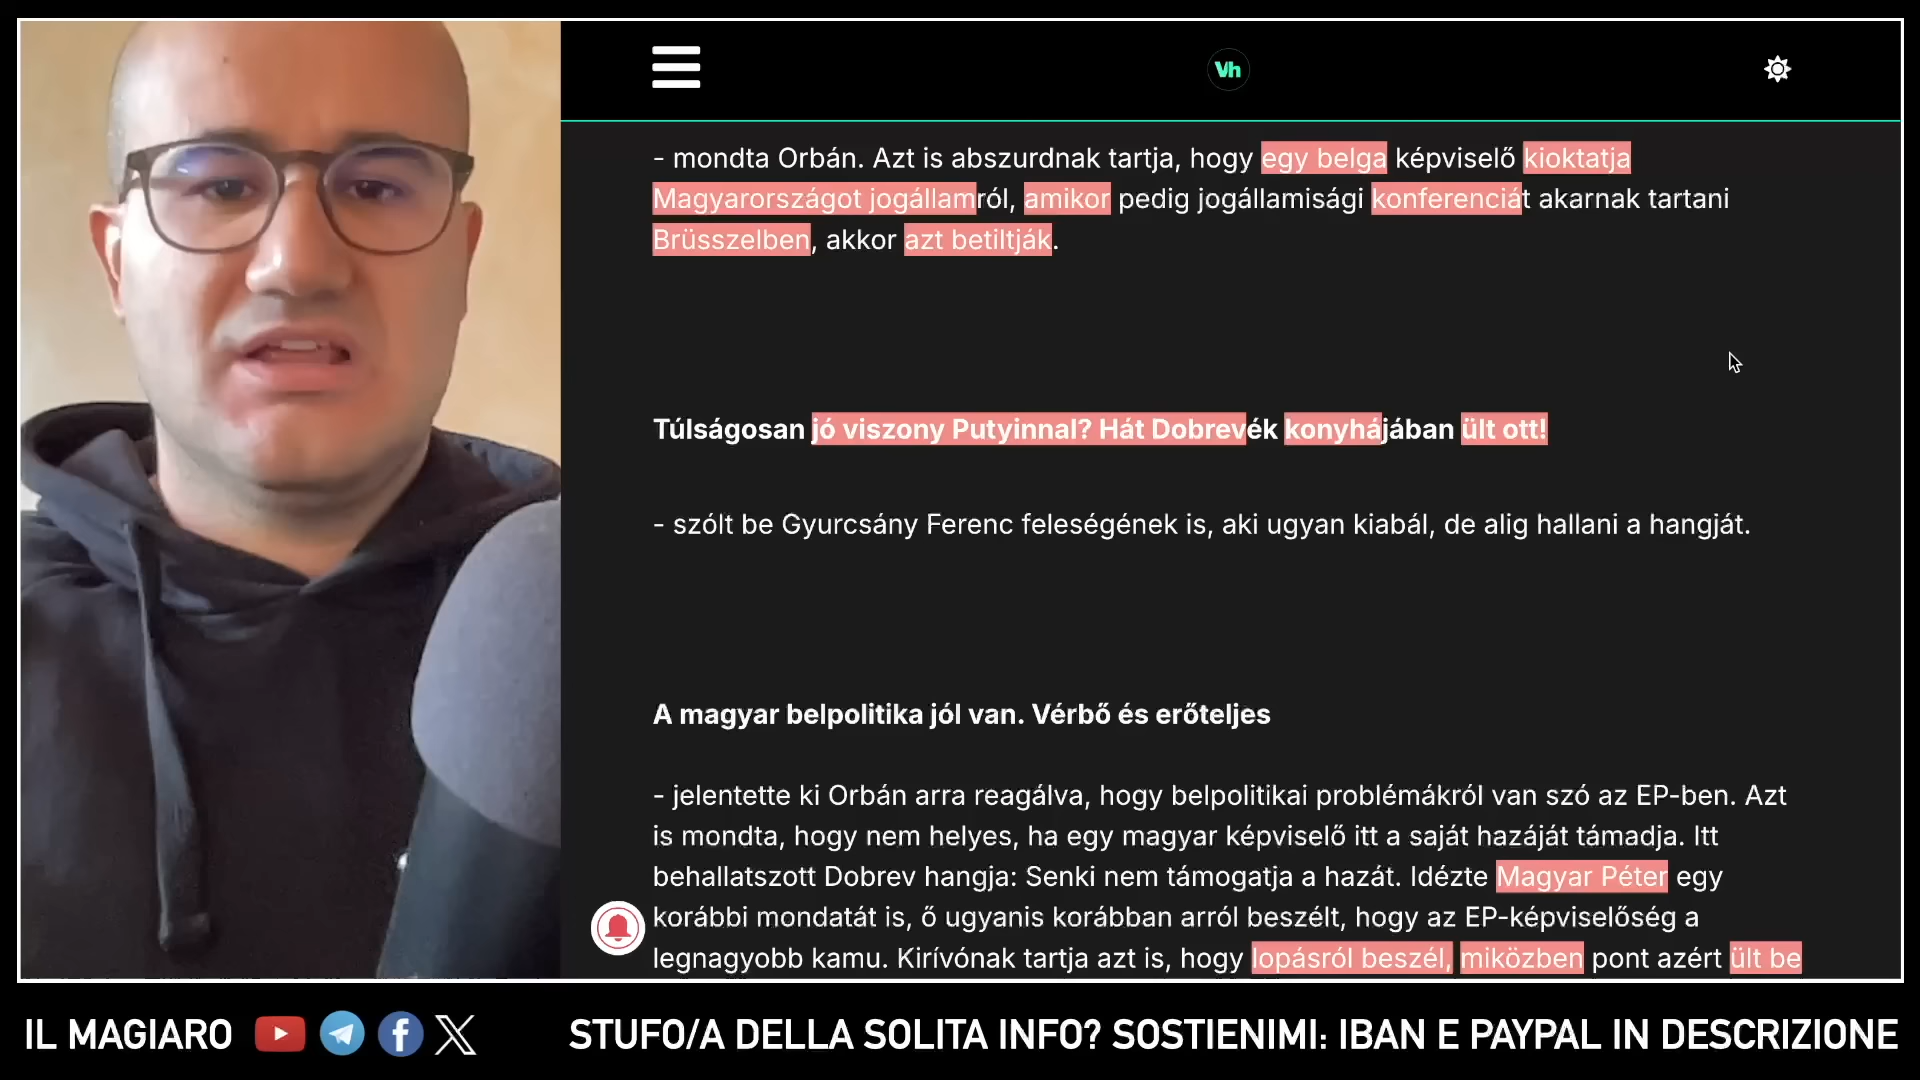 Vh
- mondta Orbán. Azt is abszurdnak tartja, hogy egy belga képviselő kioktatja
Magyarországot jogállamról, amikor pedig jogállamisági konferenciát akarnak tartani
Brüsszelben, akkor azt betiltják.
Túlságosan jó viszony Putyinnal? Hát Dobrevék konyhájában ült ott!
- szólt be Gyurcsány Ferenc feleségének is, aki ugyan kiabál, de alig hallani a hangját.
A magyar belpolitika jól van. Vérbő és erőteljes
- jelentette ki Orbán arra reagálva, hogy belpolitikai problémákról van szó az EP-ben. Azt
is mondta, hogy nem helyes, ha egy magyar képviselő itt a saját hazáját támadja. Itt
behallatszott Dobrev hangja: Senki nem támogatja a hazát. Idézte Magyar Péter egy
korábbi mondatát is, ő ugyanis korábban arról beszélt, hogy az EP-képviselőség a
legnagyobb kamu. Kirívónak tartja azt is, hogy lopásról beszél, miközben pont azért ült be
IL MAGIARO
STUFO/A DELLA SOLITA INFO? SOSTIENIMI: IBAN E PAYPAL IN DESCRIZIONE